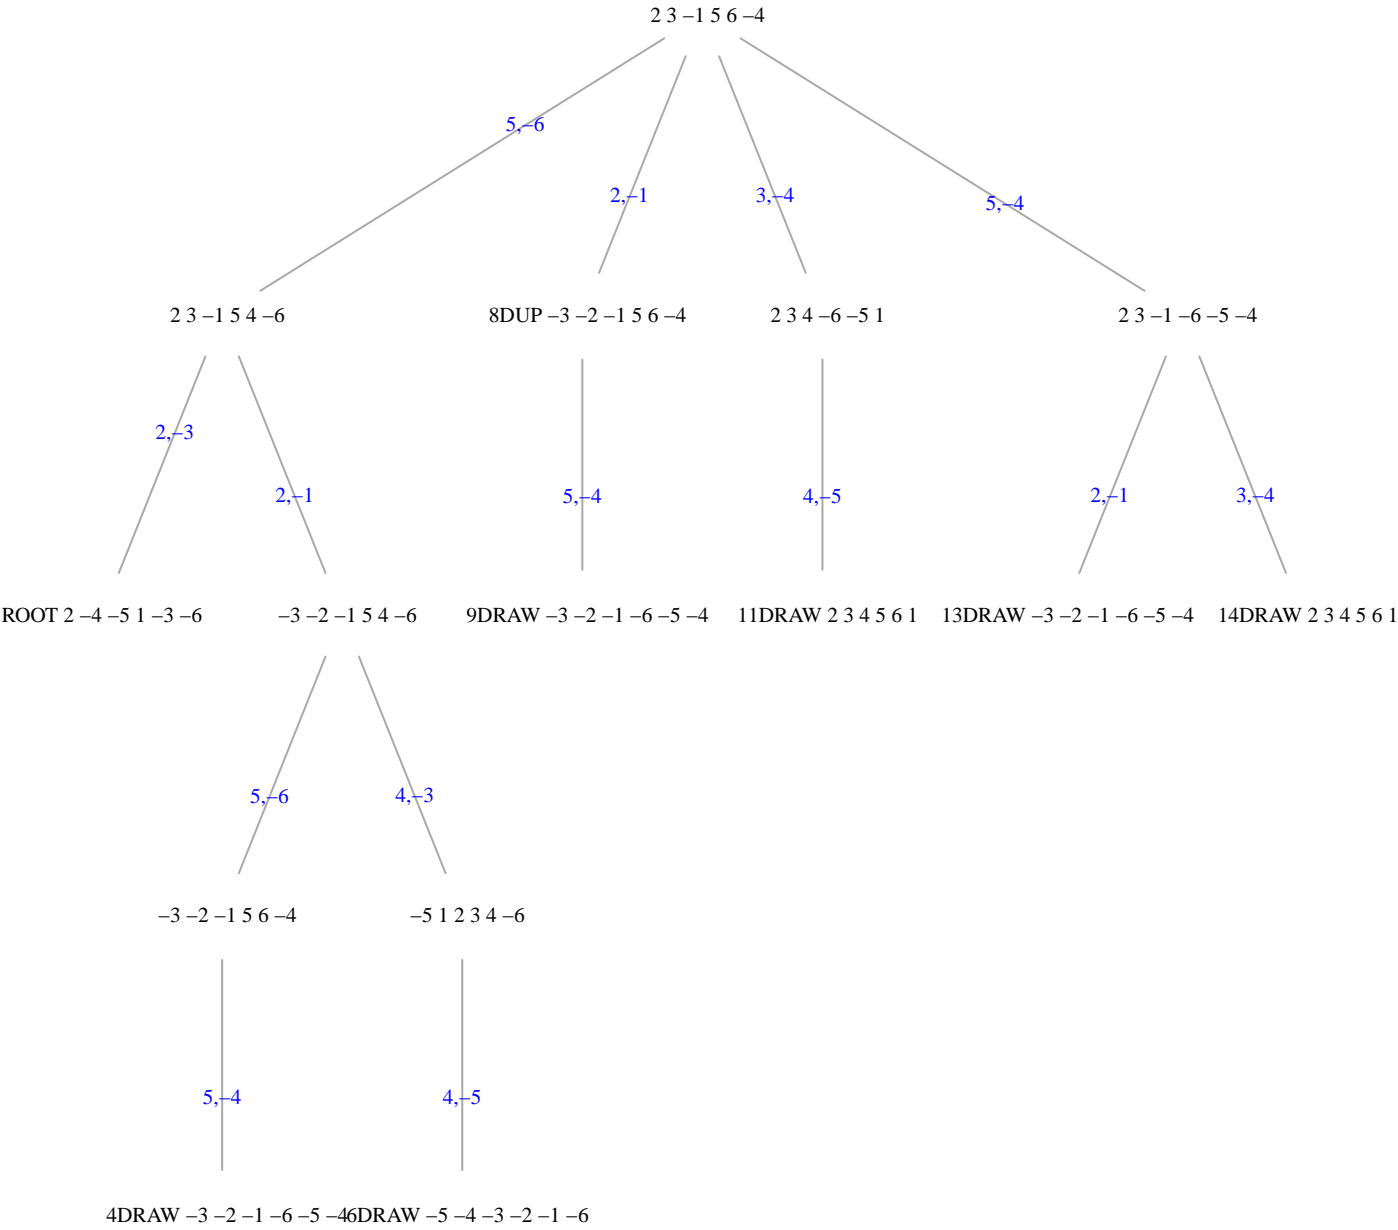 2 3 –1 5 6 –4
5,–6
2,–1
3,–4
5,–4
2 3 –1 5 4 –6
8DUP –3 –2 –1 5 6 –4
2 3 4 –6 –5 1
2 3 –1 –6 –5 –4
2,–3
2,–1
5,–4
4,–5
2,–1
3,–4
ROOT 2 –4 –5 1 –3 –6
–3 –2 –1 5 4 –6
9DRAW –3 –2 –1 –6 –5 –4
11DRAW 2 3 4 5 6 1
13DRAW –3 –2 –1 –6 –5 –4
14DRAW 2 3 4 5 6 1
5,–6
4,–3
–3 –2 –1 5 6 –4
–5 1 2 3 4 –6
5,–4
4,–5
4DRAW –3 –2 –1 –6 –5 –4
6DRAW –5 –4 –3 –2 –1 –6